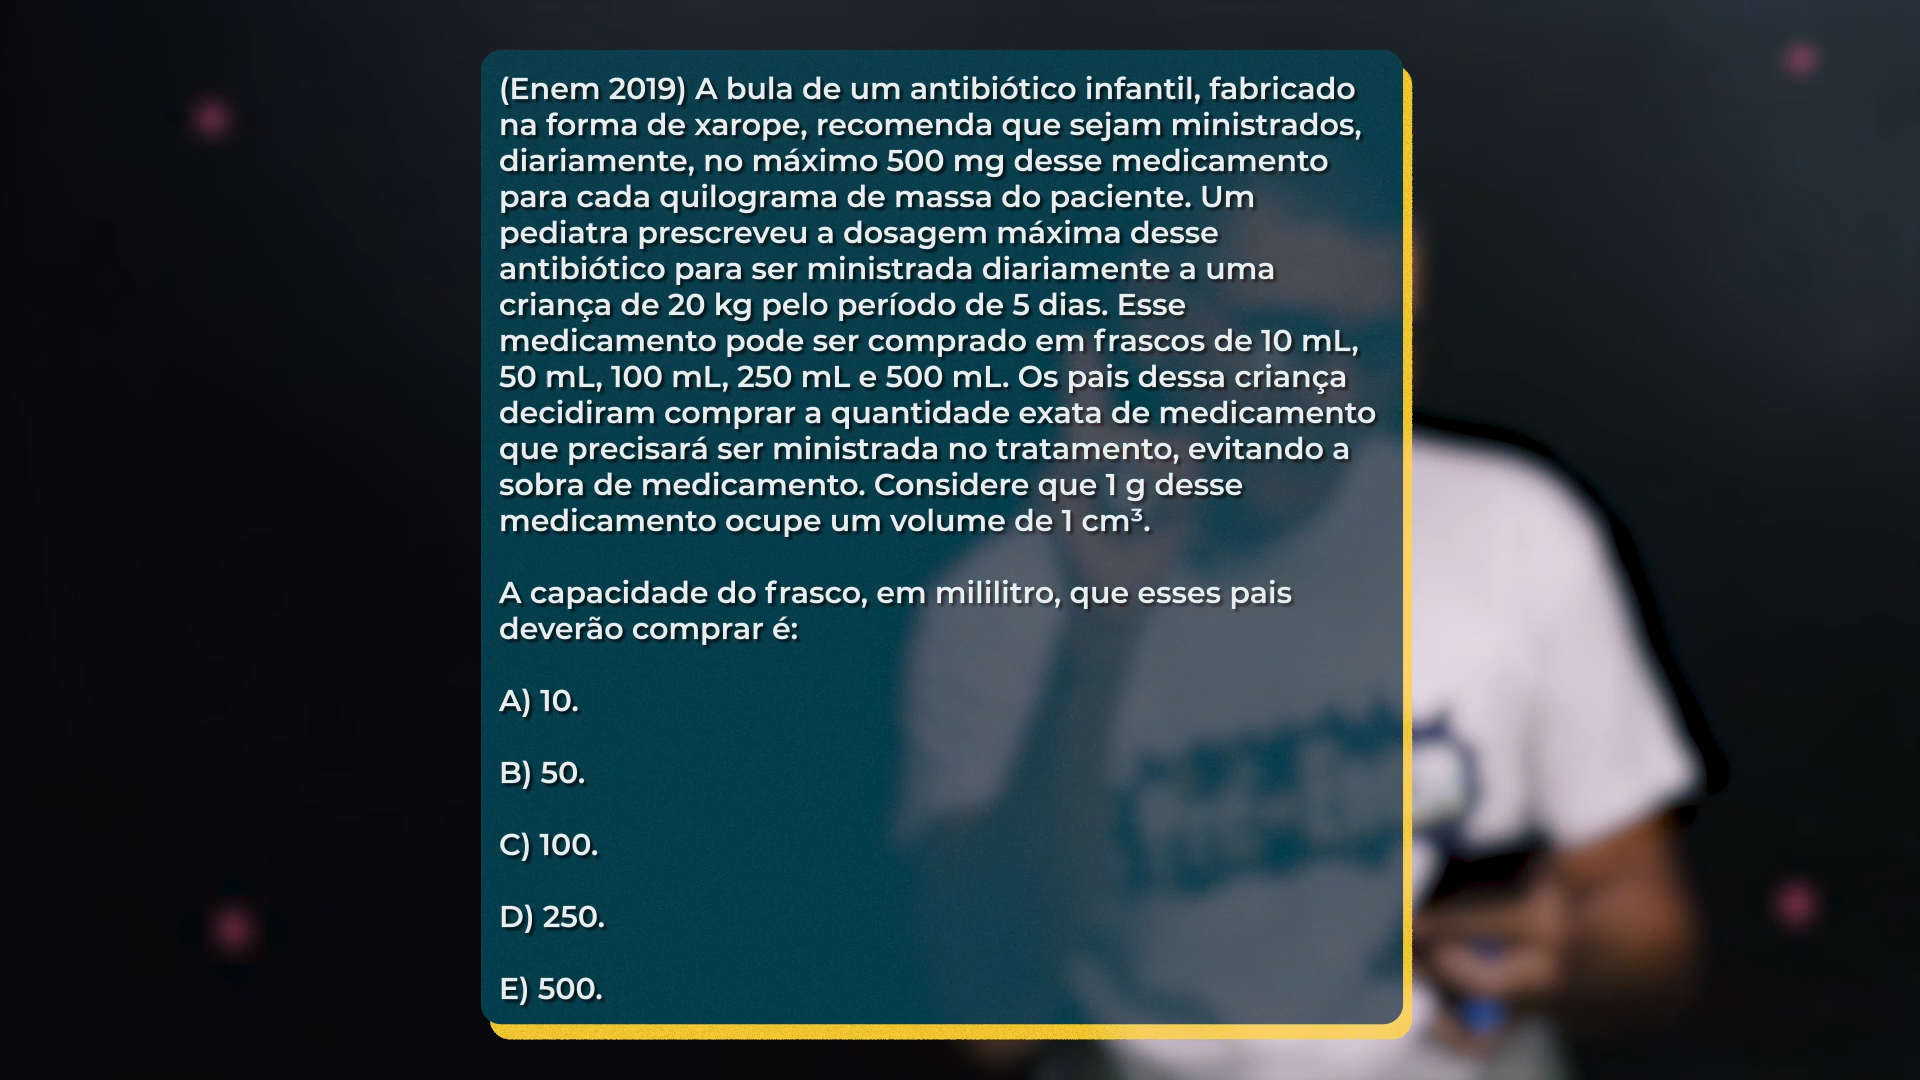 (Enem 2019) A bula de um antibiótico infantil, fabricado
na forma de xarope, recomenda que sejam ministrados,
diariamente, no máximo 500 mg desse medicamento
para cada quilograma de massa do paciente. Um
pediatra prescreveu a dosagem máxima desse
antibiótico para ser ministrada diariamente a uma
criança de 20 kg pelo período de 5 dias. Esse
medicamento pode ser comprado em frascos de 10 mL,
50 mL, 100 mL, 250 mL e 500 mL. Os pais dessa criança
decidiram comprar a quantidade exata de medicamento
que precisará ser ministrada no tratamento, evitando a
sobra de medicamento. Considere que 1 g desse
medicamento ocupe um volume de 1 cm³.
A capacidade do frasco, em mililitro, que esses pais
deverão comprar é:
A) 10.
B) 50.
C) 100.
D) 250.
E) 500.